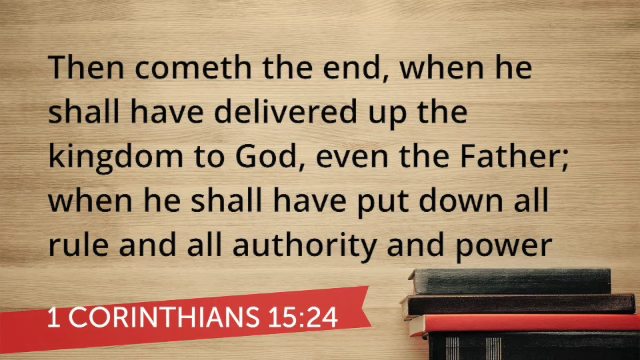 Then cometh the end, when he
shall have delivered up the
kingdom to God, even the Father;
when he shall have put down all
rule and all authority and power
1 CORINTHIANS 15:24